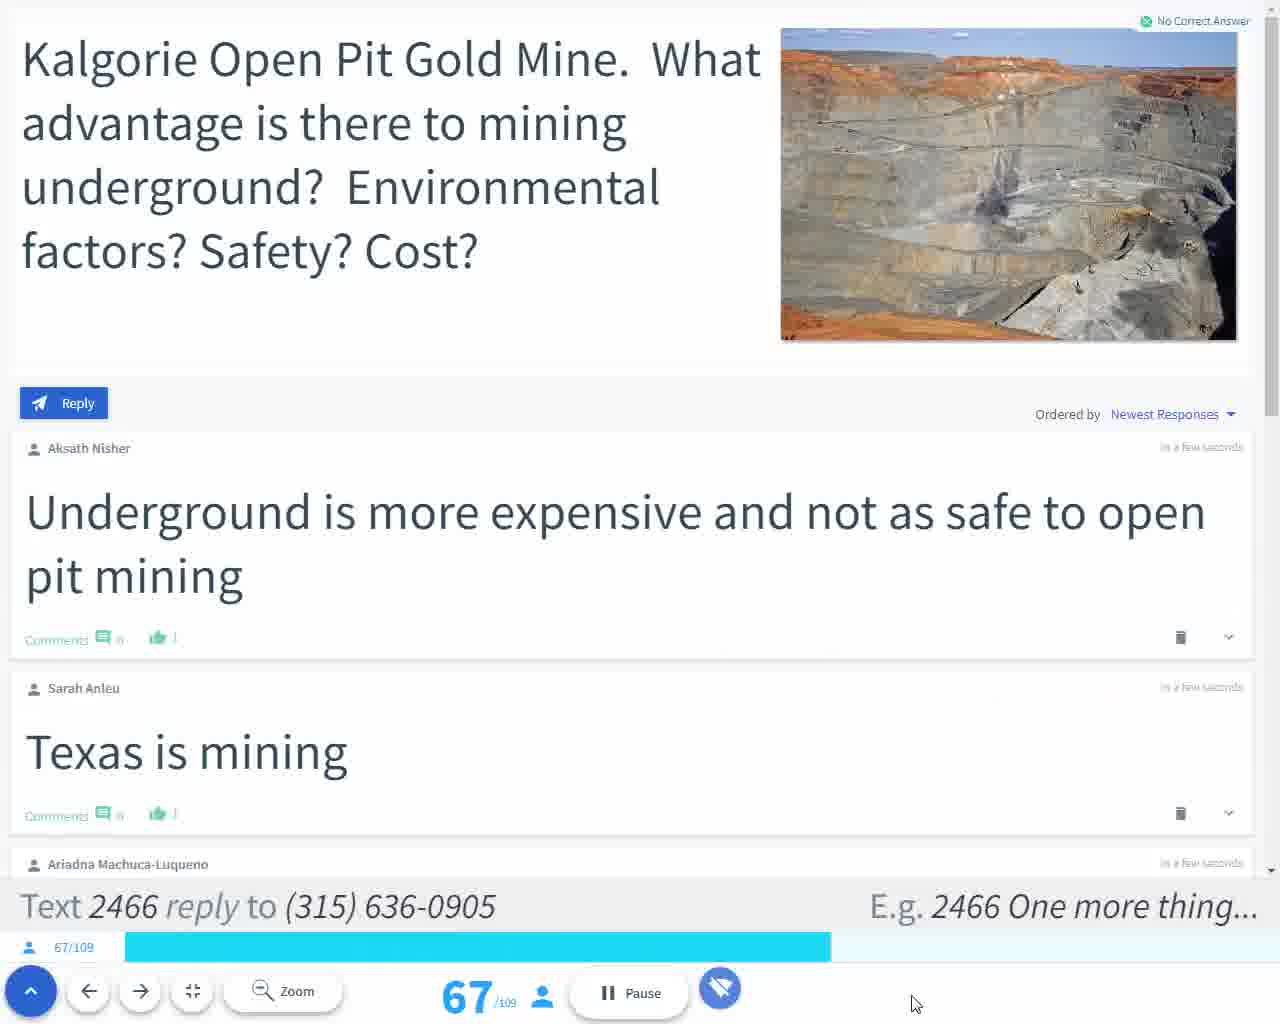 No Correct Answer
Kalgorie Open Pit Gold Mine.  What
advantage is there to mining
underground?  Environmental
factors? Safety? Cost?
Reply
Ordered by Newest Responses
Aksath Nisher
in a few seconds
Underground is more expensive and not as safe to open
pit mining
Comments 0 1
Sarah Anleu
in a few seconds
Texas is mining
Comments 0 1
Ariadna Machuca-Luqueno
in a few seconds
Text 2466 reply to (315) 636-0905
E.g. 2466 One more thing...
67/109
Zoom
67/109
Pause